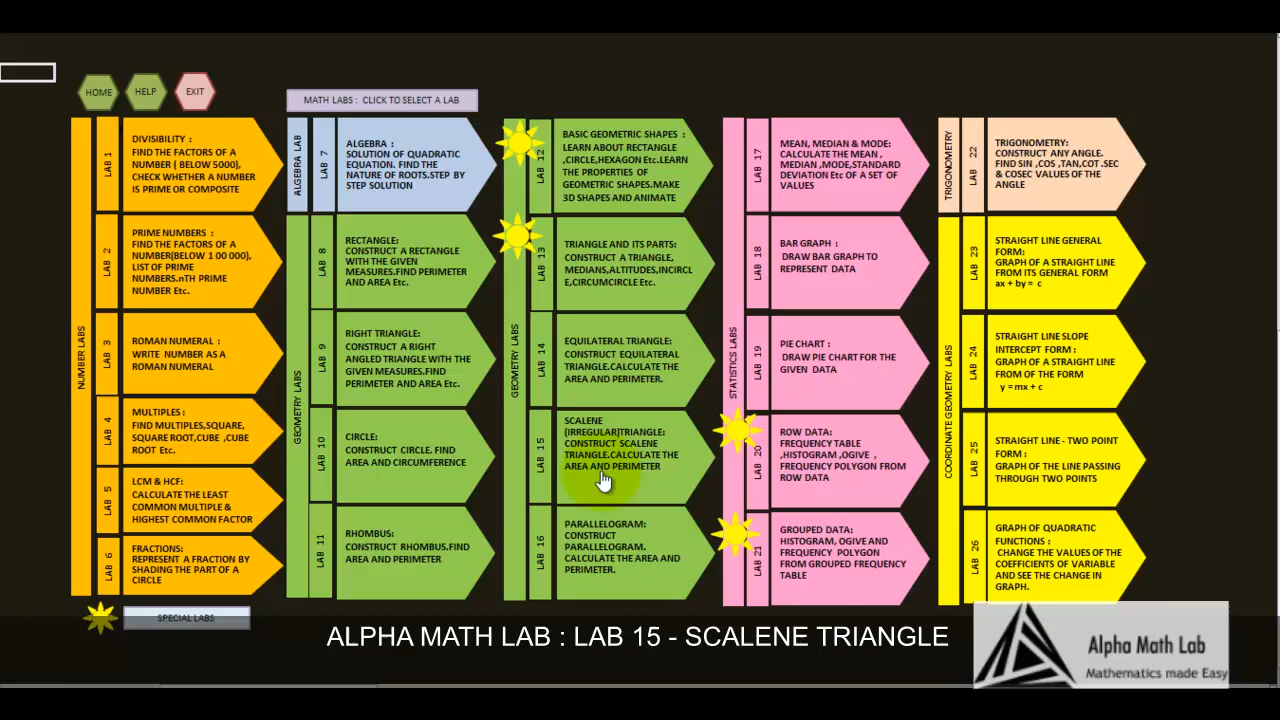 HOME
HELP
EXIT
MATH LABS : CLICK TO SELECT A LAB
NUMBER LABS
LAB 1
DIVISIBILITY :
FIND THE FACTORS OF A
NUMBER ( BELOW 5000),
CHECK WHETHER A NUMBER
IS PRIME OR COMPOSITE
LAB 2
PRIME NUMBERS :
FIND THE FACTORS OF A
NUMBER(BELOW 1 00 000),
LIST OF PRIME
NUMBERS.nTH PRIME
NUMBER Etc.
LAB 3
ROMAN NUMERAL :
WRITE NUMBER AS A
ROMAN NUMERAL
LAB 4
MULTIPLES :
FIND MULTIPLES,SQUARE,
SQUARE ROOT,CUBE ,CUBE
ROOT Etc.
LAB 5
LCM & HCF:
CALCULATE THE LEAST
COMMON MULTIPLE &
HIGHEST COMMON FACTOR
LAB 6
FRACTIONS:
REPRESENT A FRACTION BY
SHADING THE PART OF A
CIRCLE
SPECIAL LABS
ALGEBRA LAB
LAB 7
ALGEBRA :
SOLUTION OF QUADRATIC
EQUATION. FIND THE
NATURE OF ROOTS.STEP BY
STEP SOLUTION
GEOMETRY LABS
LAB 8
RECTANGLE:
CONSTRUCT A RECTANGLE
WITH THE GIVEN
MEASURES.FIND PERIMETER
AND AREA Etc.
LAB 9
RIGHT TRIANGLE:
CONSTRUCT A RIGHT
ANGLED TRIANGLE WITH THE
GIVEN MEASURES.FIND
PERIMETER AND AREA Etc.
LAB 10
CIRCLE:
CONSTRUCT CIRCLE. FIND
AREA AND CIRCUMFERENCE
LAB 11
RHOMBUS:
CONSTRUCT RHOMBUS.FIND
AREA AND PERIMETER
GEOMETRY LABS
LAB 12
BASIC GEOMETRIC SHAPES :
LEARN ABOUT RECTANGLE
,CIRCLE,HEXAGON Etc.LEARN
THE PROPERTIES OF
GEOMETRIC SHAPES.MAKE
3D SHAPES AND ANIMATE
LAB 13
TRIANGLE AND ITS PARTS:
CONSTRUCT A TRIANGLE,
MEDIANS,ALTITUDES,INCIRCL
E,CIRCUMCIRCLE Etc.
LAB 14
EQUILATERAL TRIANGLE:
CONSTRUCT EQUILATERAL
TRIANGLE.CALCULATE THE
AREA AND PERIMETER.
LAB 15
SCALENE
(IRREGULAR)TRIANGLE:
CONSTRUCT SCALENE
TRIANGLE.CALCULATE THE
AREA AND PERIMETER
LAB 16
PARALLELOGRAM:
CONSTRUCT
PARALLELOGRAM.
CALCULATE THE AREA AND
PERIMETER.
STATISTICS LABS
LAB 17
MEAN, MEDIAN & MODE:
CALCULATE THE MEAN ,
MEDIAN ,MODE,STANDARD
DEVIATION Etc OF A SET OF
VALUES
LAB 18
BAR GRAPH :
DRAW BAR GRAPH TO
REPRESENT DATA
LAB 19
PIE CHART :
DRAW PIE CHART FOR THE
GIVEN DATA
LAB 20
ROW DATA:
FREQUENCY TABLE
,HISTOGRAM ,OGIVE ,
FREQUENCY POLYGON FROM
ROW DATA
LAB 21
GROUPED DATA:
HISTOGRAM, OGIVE AND
FREQUENCY POLYGON
FROM GROUPED FREQUENCY
TABLE
TRIGONOMETRY
LAB 22
TRIGONOMETRY:
CONSTRUCT ANY ANGLE.
FIND SIN ,COS ,TAN,COT .SEC
& COSEC VALUES OF THE
ANGLE
COORDINATE GEOMETRY LABS
LAB 23
STRAIGHT LINE GENERAL
FORM:
GRAPH OF A STRAIGHT LINE
FROM ITS GENERAL FORM
ax + by = c
LAB 24
STRAIGHT LINE SLOPE
INTERCEPT FORM :
GRAPH OF A STRAIGHT LINE
FROM OF THE FORM
y = mx + c
LAB 25
STRAIGHT LINE - TWO POINT
FORM :
GRAPH OF THE LINE PASSING
THROUGH TWO POINTS
LAB 26
GRAPH OF QUADRATIC
FUNCTIONS :
CHANGE THE VALUES OF THE
COEFFICIENTS OF VARIABLE
AND SEE THE CHANGE IN
GRAPH.
ALPHA MATH LAB : LAB 15 - SCALENE TRIANGLE
Alpha Math Lab
Mathematics made Easy